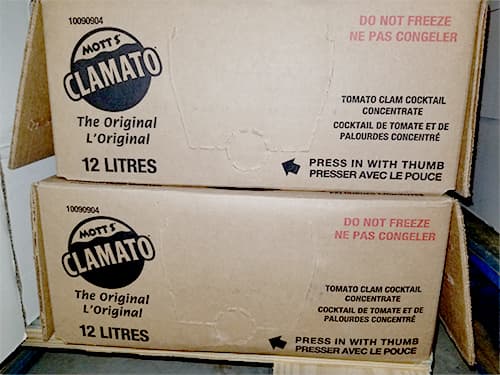 10090904
MOTT'S
CLAMATO
The Original
L'Original
12 LITRES
DO NOT FREEZE
NE PAS CONGELER
TOMATO CLAM COCKTAIL
CONCENTRATE
COCKTAIL DE TOMATE ET DE
PALOURDES CONCENTRÉ
PRESS IN WITH THUMB
PRESSER AVEC LE POUCE
10090904
MOTT'S
CLAMATO
The Original
L'Original
12 LITRES
DO NOT FREEZE
NE PAS CONGELER
TOMATO CLAM COCKTAIL
CONCENTRATE
COCKTAIL DE TOMATE ET DE
PALOURDES CONCENTRÉ
PRESS IN WITH THUMB
PRESSER AVEC LE POUCE